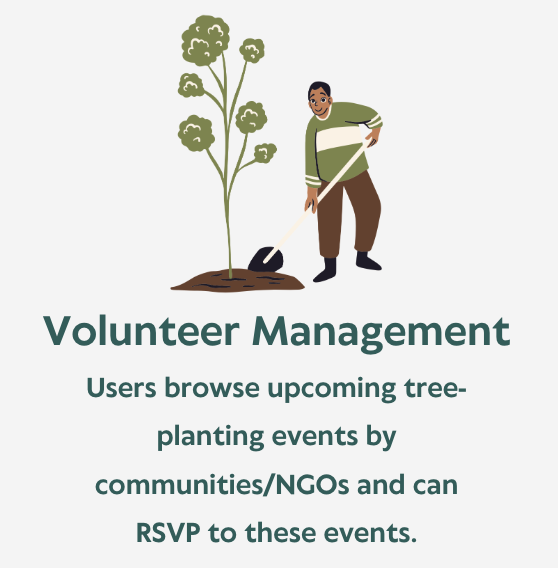 Volunteer Management
Users browse upcoming tree-
planting events by
communities/NGOs and can
RSVP to these events.